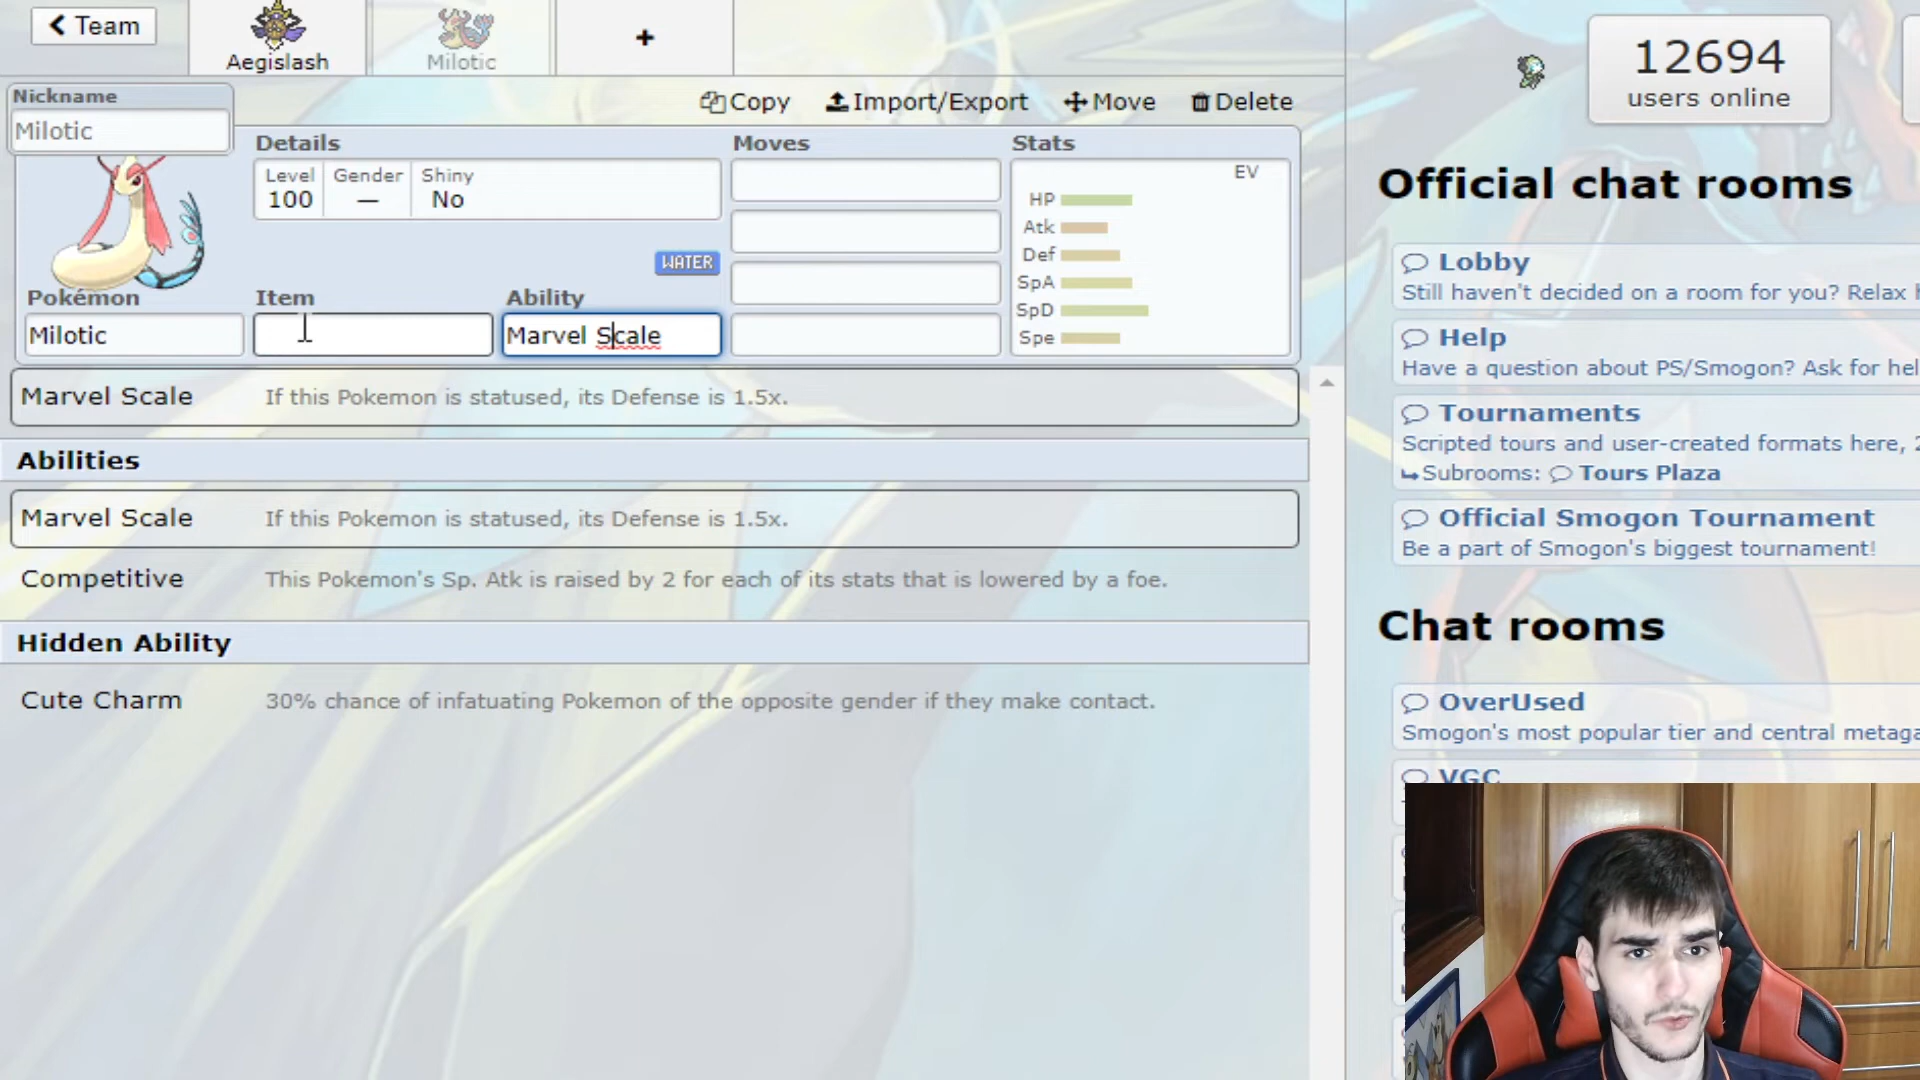 Team
Aegislash
Milotic
+
12694
users online
Nickname
Milotic
Copy
Import/Export
Move
Delete
Details
Moves
Stats
Level
Gender
Shiny
100
—
No
EV
HP
Atk
Def
SpA
SpD
Spe
WATER
Pokémon
Item
Ability
Milotic
Marvel Scale
Marvel Scale If this Pokemon is statused, its Defense is 1.5x.
Abilities
Marvel Scale If this Pokemon is statused, its Defense is 1.5x.
Competitive This Pokemon's Sp. Atk is raised by 2 for each of its stats that is lowered by a foe.
Hidden Ability
Cute Charm 30% chance of infatuating Pokemon of the opposite gender if they make contact.
Official chat rooms
Lobby
Still haven't decided on a room for you? Relax
Help
Have a question about PS/Smogon? Ask for hel
Tournaments
Scripted tours and user-created formats here, 2
Subrooms: Tours Plaza
Official Smogon Tournament
Be a part of Smogon's biggest tournament!
Chat rooms
OverUsed
Smogon's most popular tier and central metaga
VGC